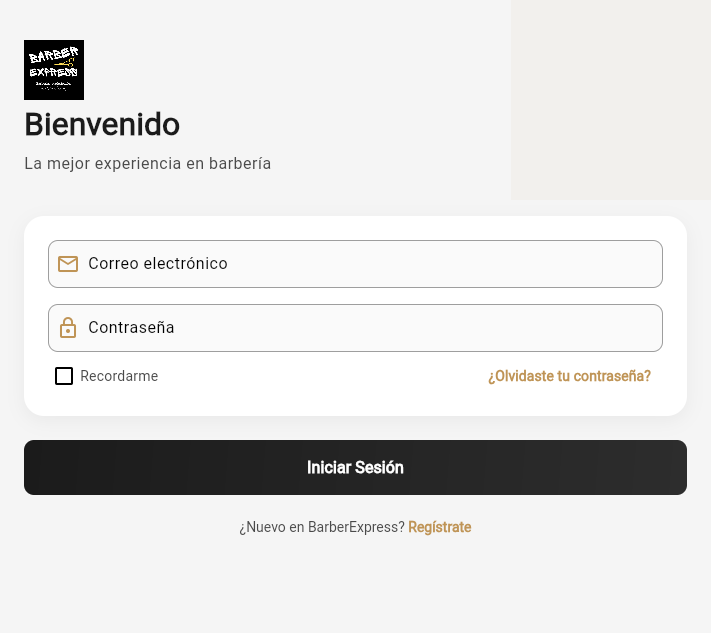 BARBER
EXPRESS
Bienvenido
La mejor experiencia en barbería
Correo electrónico
Contraseña
Recordarme
¿Olvidaste tu contraseña?
Iniciar Sesión
¿Nuevo en BarberExpress? Regístrate